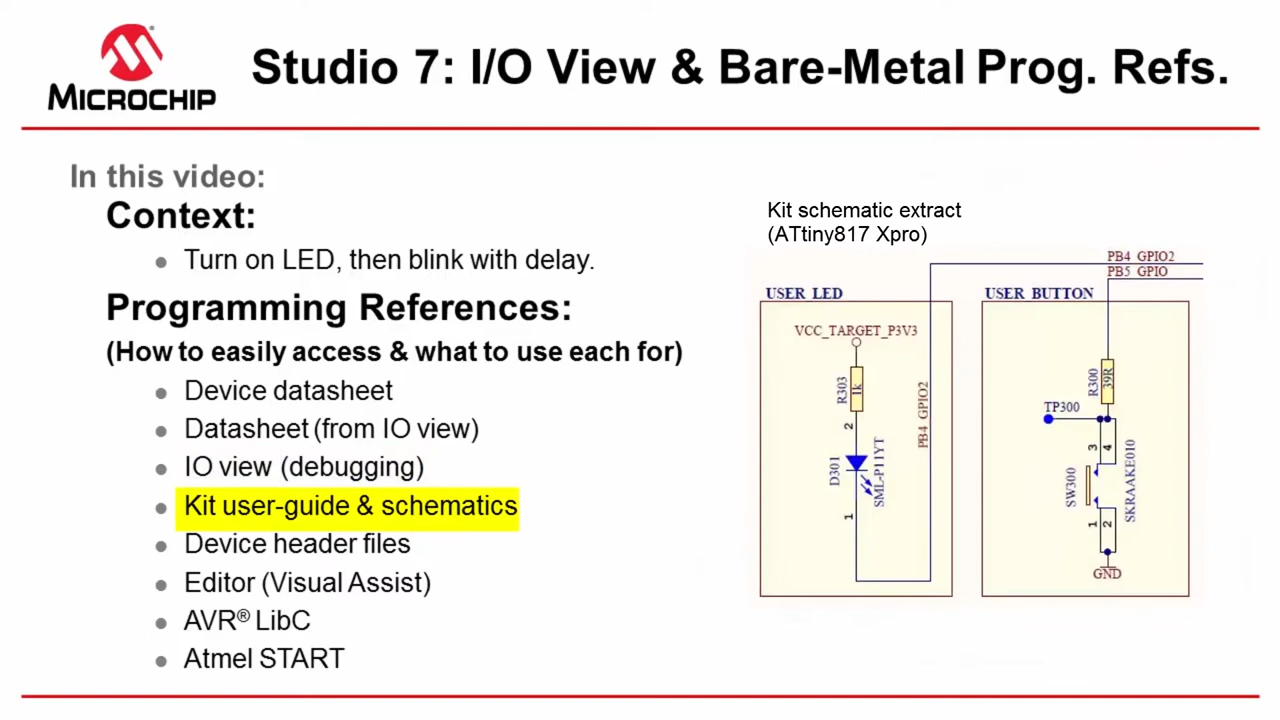 MICROCHIP
Studio 7: I/O View & Bare-Metal Prog. Refs.
In this video:
Context:
Turn on LED, then blink with delay.
Programming References:
(How to easily access & what to use each for)
Device datasheet
Datasheet (from IO view)
IO view (debugging)
Kit user-guide & schematics
Device header files
Editor (Visual Assist)
AVR® LibC
Atmel START
Kit schematic extract
(ATtiny817 Xpro)
PB4 GPIO2
PB5 GPIO
USER LED
VCC_TARGET_P3V3
R303
1k
2
D301
SML-P11YT
1
PB4 GPIO2
USER BUTTON
R300
39R
TP300
3
4
SW300
SKRAAKE010
1
2
GND